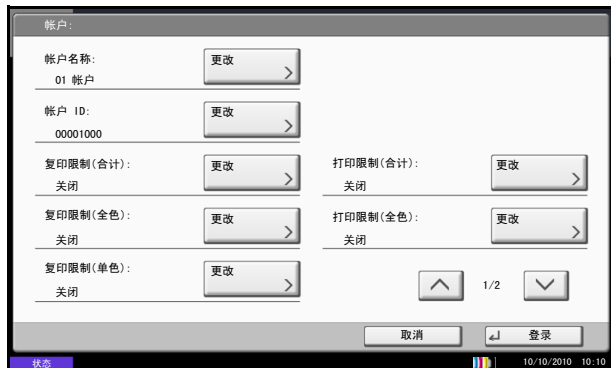 帐户:
帐户名称:
01 帐户
更改
帐户 ID:
00001000
更改
复印限制(合计):
关闭
更改
打印限制(合计):
关闭
更改
复印限制(全色):
关闭
更改
打印限制(全色):
关闭
更改
复印限制(单色):
关闭
更改
1/2
取消
登录
状态
10/10/2010 10:10